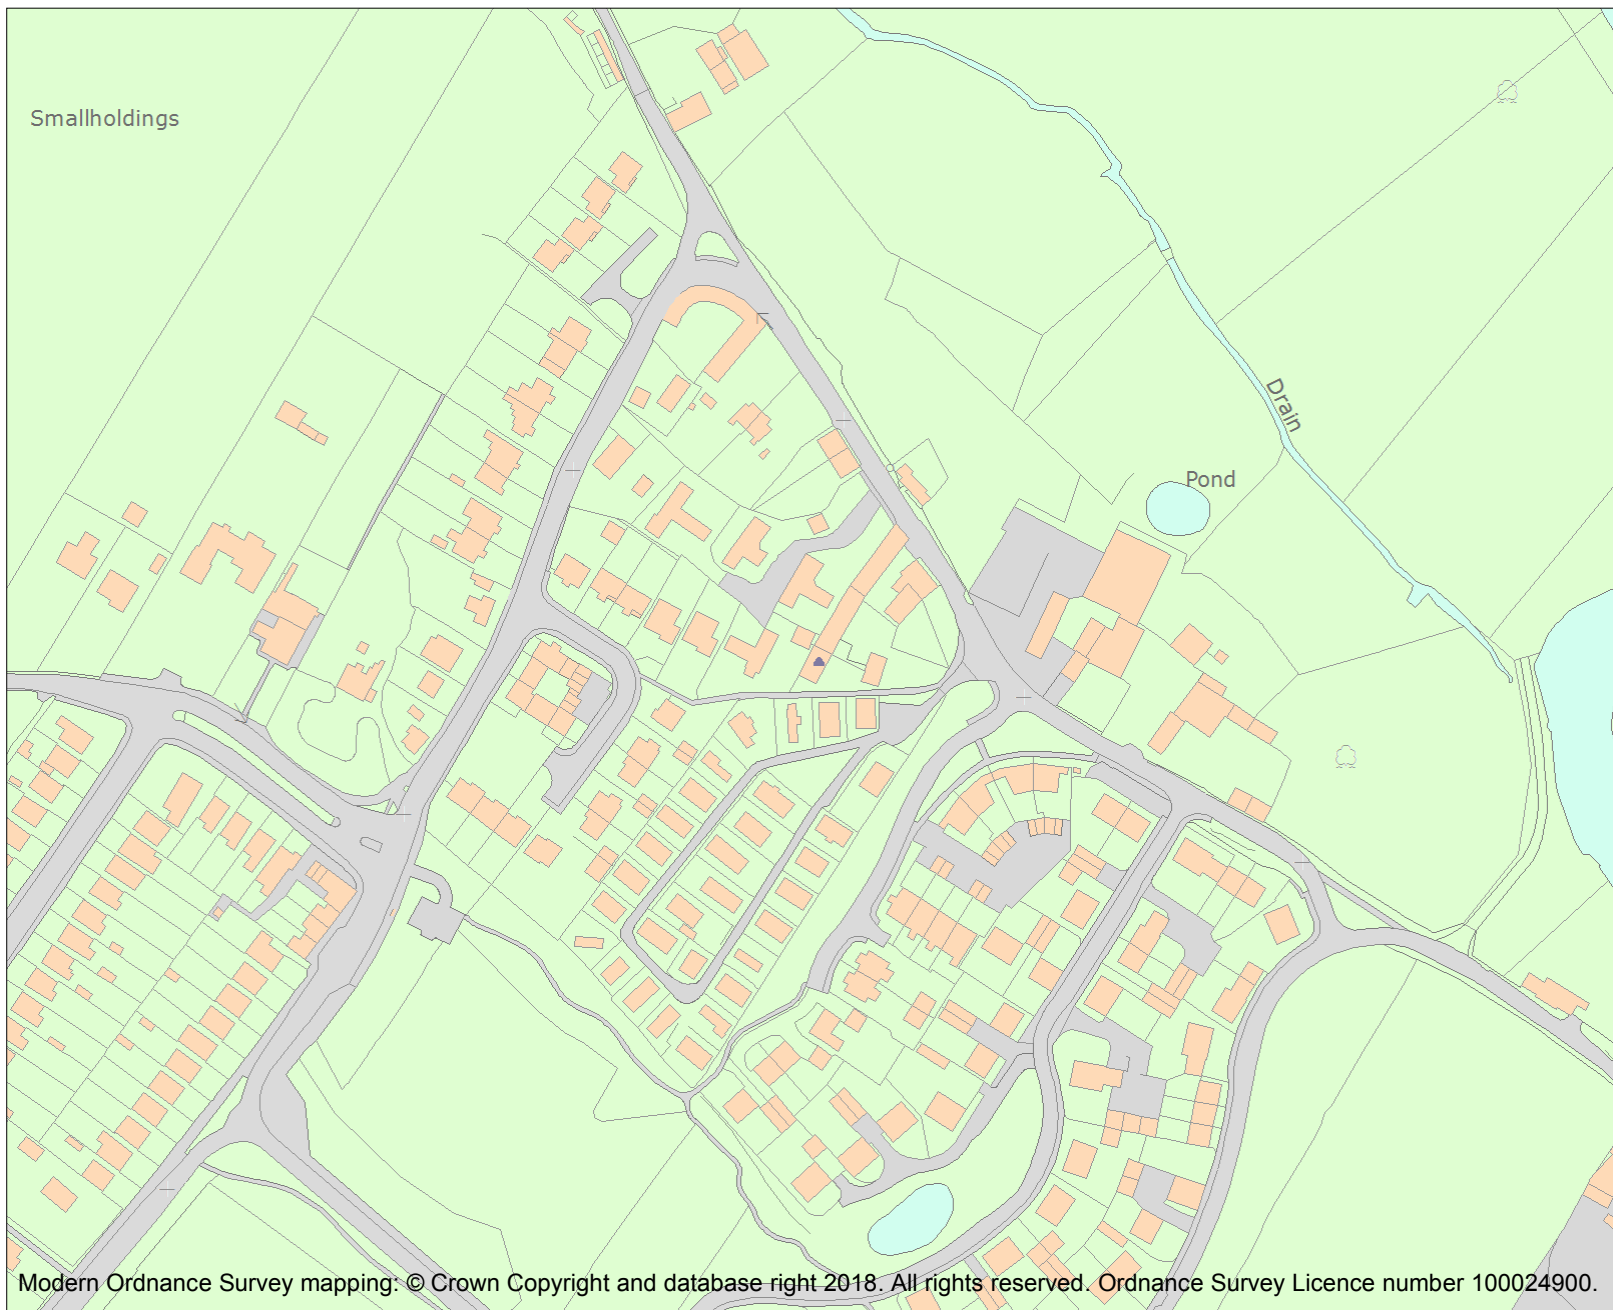 Smallholdings
Drain
Pond
Modern Ordnance Survey mapping: © Crown Copyright and database right 2018. All rights reserved. Ordnance Survey Licence number 100024900.